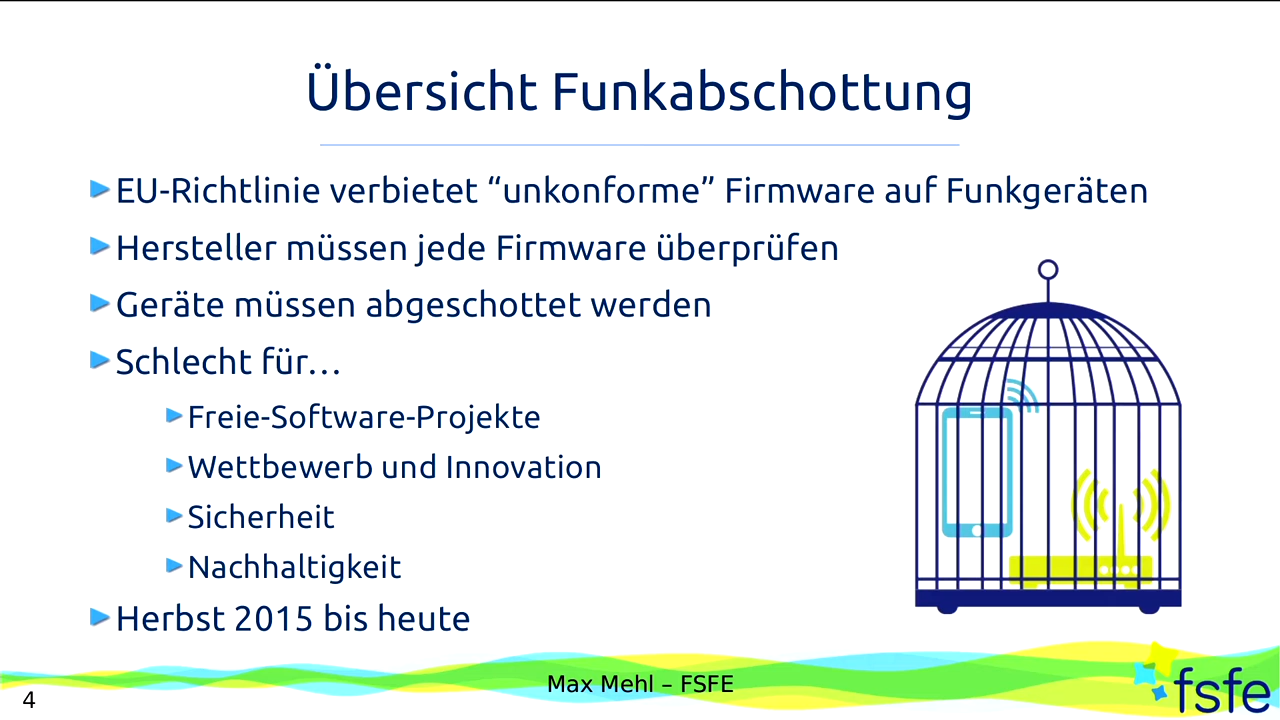 Übersicht Funkabschottung
EU-Richtlinie verbietet “unkonforme” Firmware auf Funkgeräten
Hersteller müssen jede Firmware überprüfen
Geräte müssen abgeschottet werden
Schlecht für…
Freie-Software-Projekte
Wettbewerb und Innovation
Sicherheit
Nachhaltigkeit
Herbst 2015 bis heute
Max Mehl – FSFE
4
fsfe